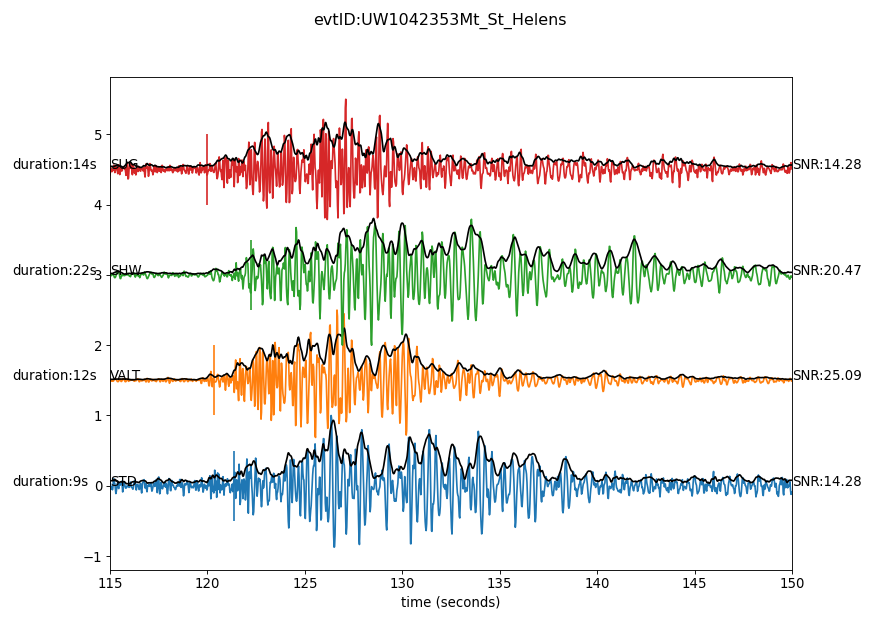 evtID:UW1042353Mt_St_Helens
5
duration:14s SUG SNR:14.28
4
duration:22s SHW SNR:20.47
3
2
duration:12s VALT SNR:25.09
1
duration:9s STD 0 SNR:14.28
−1
115 120 125 130 135 140 145 150
time (seconds)